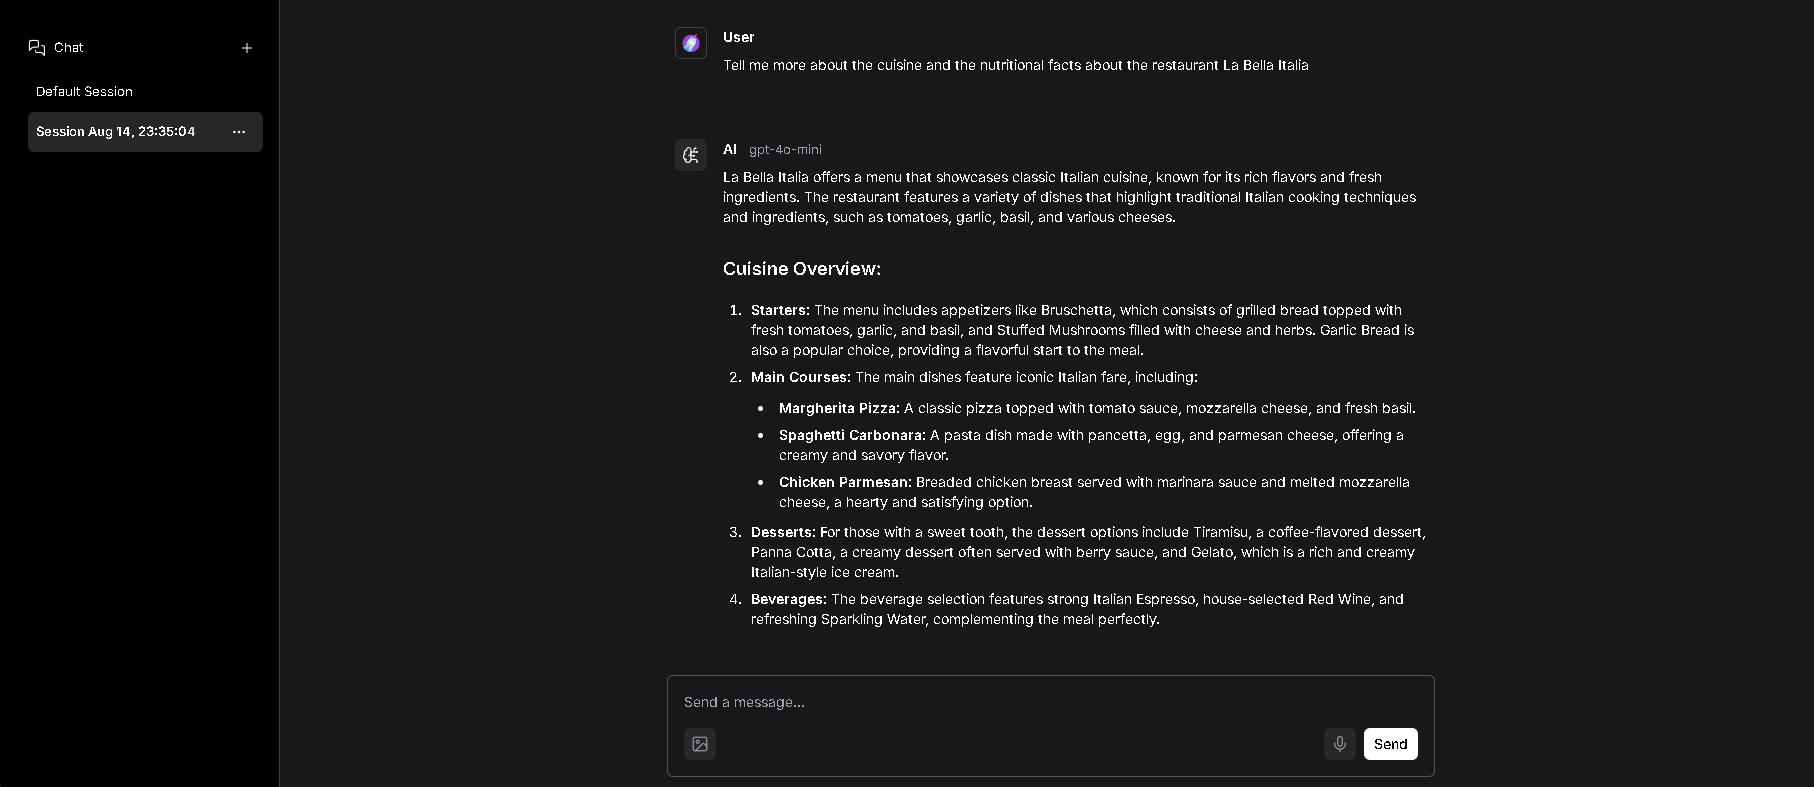 Chat
Default Session
Session Aug 14, 23:35:04
User
Tell me more about the cuisine and the nutritional facts about the restaurant La Bella Italia
AI gpt-4o-mini
La Bella Italia offers a menu that showcases classic Italian cuisine, known for its rich flavors and fresh
ingredients. The restaurant features a variety of dishes that highlight traditional Italian cooking techniques
and ingredients, such as tomatoes, garlic, basil, and various cheeses.
Cuisine Overview:
1. Starters: The menu includes appetizers like Bruschetta, which consists of grilled bread topped with
fresh tomatoes, garlic, and basil, and Stuffed Mushrooms filled with cheese and herbs. Garlic Bread is
also a popular choice, providing a flavorful start to the meal.
2. Main Courses: The main dishes feature iconic Italian fare, including:
• Margherita Pizza: A classic pizza topped with tomato sauce, mozzarella cheese, and fresh basil.
• Spaghetti Carbonara: A pasta dish made with pancetta, egg, and parmesan cheese, offering a
creamy and savory flavor.
• Chicken Parmesan: Breaded chicken breast served with marinara sauce and melted mozzarella
cheese, a hearty and satisfying option.
3. Desserts: For those with a sweet tooth, the dessert options include Tiramisu, a coffee-flavored dessert,
Panna Cotta, a creamy dessert often served with berry sauce, and Gelato, which is a rich and creamy
Italian-style ice cream.
4. Beverages: The beverage selection features strong Italian Espresso, house-selected Red Wine, and
refreshing Sparkling Water, complementing the meal perfectly.
Send a message...
Send